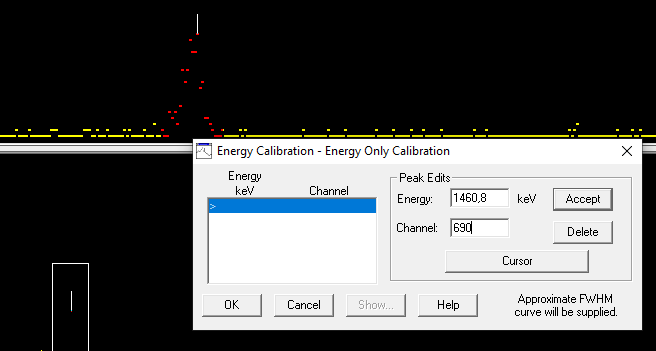 Energy Calibration - Energy Only Calibration
Energy
keV Channel
>
Peak Edits
Energy: 1460,8 keV Accept
Channel: 690 Delete
Cursor
OK Cancel Show... Help
Approximate FWHM
curve will be supplied.